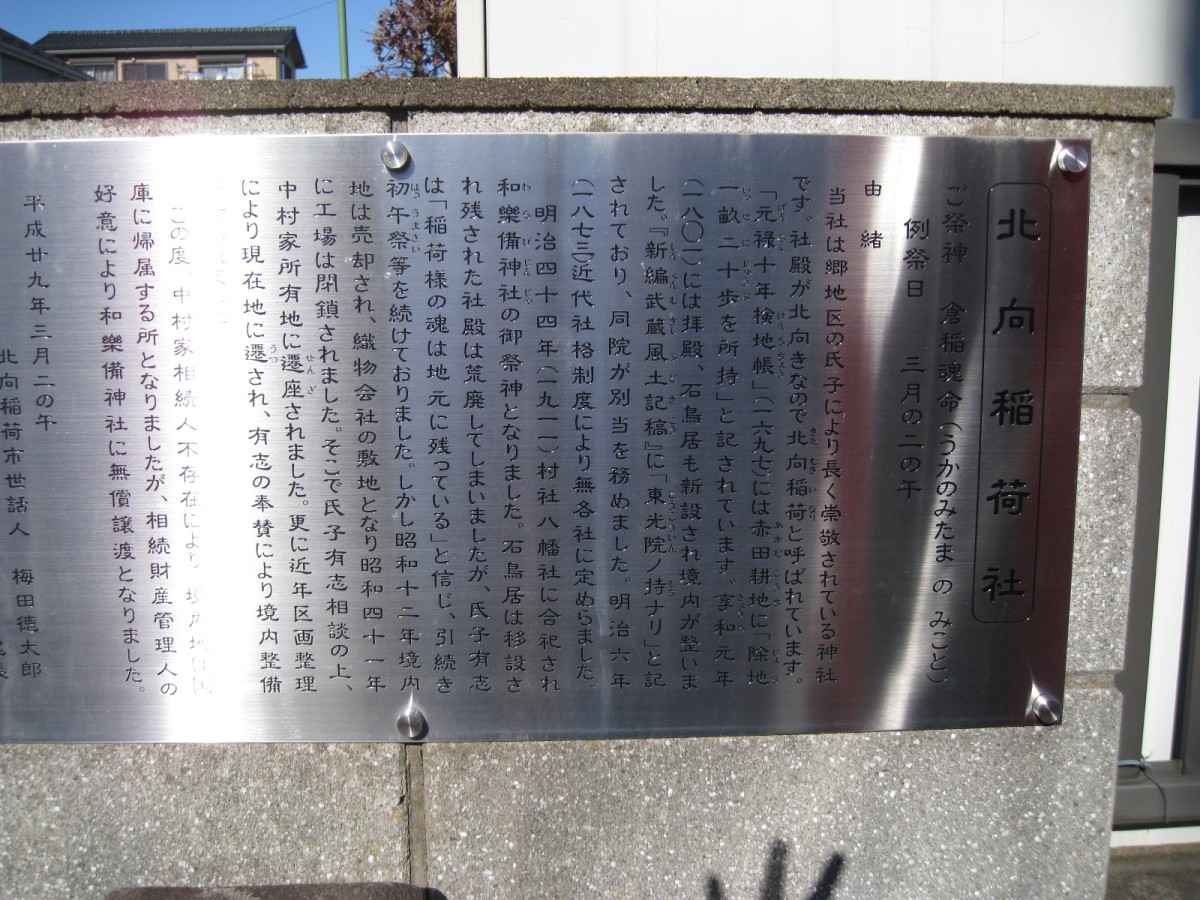 北向稲荷社
ご祭神 倉稲魂命(うかのみたま の みこと)
例祭日 三月の二の午
由緒
当社は郷地区の氏子により長く崇敬されている神社
です。社殿が北向きなので北向稲荷と呼ばれています。
「元禄十年検地帳」(一六九七)には赤田耕地に「除地
一畝二十歩を所持」と記されています。享和元年
(一八〇一)には拝殿、石鳥居も新設され境内が整いま
した。『新編武蔵風土記稿』に「東光院ノ持ナリ」と記
されており、同院が別当を務めました。明治六年
(一八七三)近代社格制度により無各社に定めらました。
明治四十四年(一九一一)村社八幡社に合祀され
和樂備神社の御祭神となりました。石鳥居は移設さ
れ残された社殿は荒廃してしまいましたが、氏子有志
は「稲荷様の魂は地元に残っている」と信じ、引続き
初午祭等を続けておりました。しかし昭和十二年境内
地は売却され、織物会社の敷地となり昭和四十一年
に工場は閉鎖されました。そこで氏子有志相談の上、
中村家所有地に遷座されました。更に近年区画整理
により現在地に遷され、有志の奉賛により境内整備
この度、中村家相続人不存在により 境内地は国
庫に帰属する所となりましたが、相続財産管理人の
好意により和樂備神社に無償譲渡となりました。
平成廿九年三月二の午
北向稲荷市世話人 梅田徳太郎